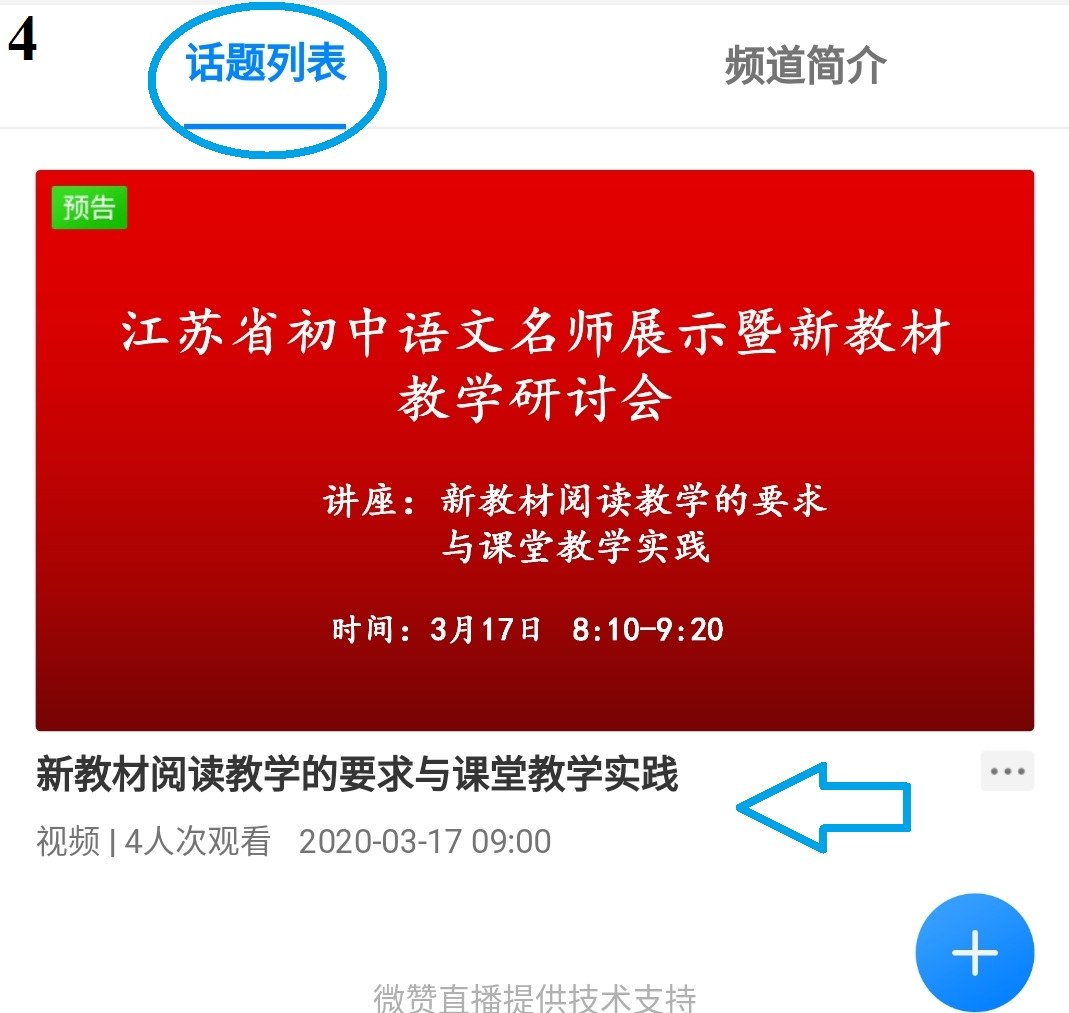 4
话题列表
频道简介
预告
江苏省初中语文名师展示暨新教材
教学研讨会
讲座：新教材阅读教学的要求
与课堂教学实践
时间：3月17日 8:10-9:20
新教材阅读教学的要求与课堂教学实践
视频 | 4人次观看 2020-03-17 09:00
微赞直播提供技术支持